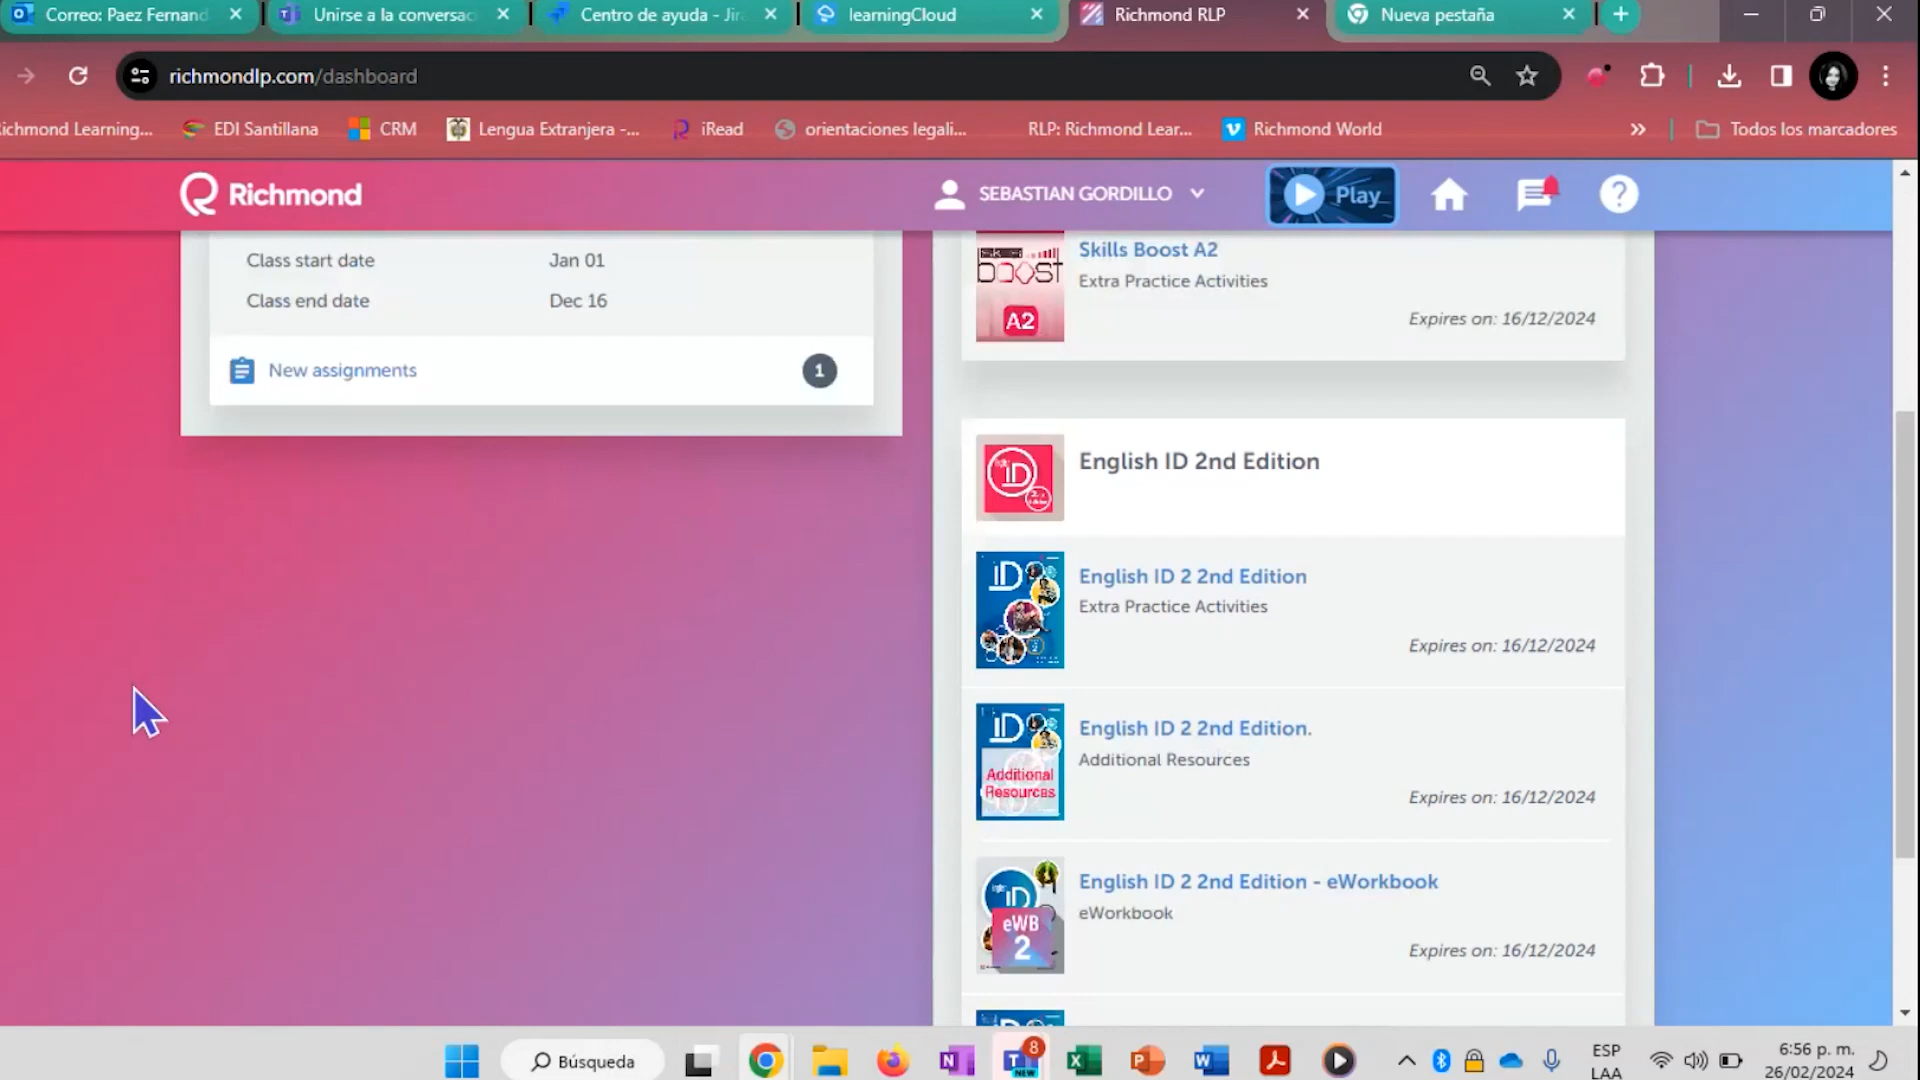 Correo: Paez Fernand
Unirse a la conversac
Centro de ayuda - Jir
learningCloud
Richmond RLP
Nueva pestaña
richmondlp.com/dashboard
ichmond Learning...
EDI Santillana
CRM
Lengua Extranjera -...
iRead
orientaciones legali...
RLP: Richmond Lear...
Richmond World
Todos los marcadores
Richmond
SEBASTIAN GORDILLO
Play
Class start date Jan 01
Class end date Dec 16
New assignments 1
BOOST
A2
Skills Boost A2
Extra Practice Activities
Expires on: 16/12/2024
iD
English ID 2nd Edition
iD
English ID 2 2nd Edition
Extra Practice Activities
Expires on: 16/12/2024
iD
Additional
Resources
English ID 2 2nd Edition.
Additional Resources
Expires on: 16/12/2024
iD
eWB
2
English ID 2 2nd Edition - eWorkbook
eWorkbook
Expires on: 16/12/2024
Búsqueda
8
NEW
ESP
LAA
6:56 p. m.
26/02/2024